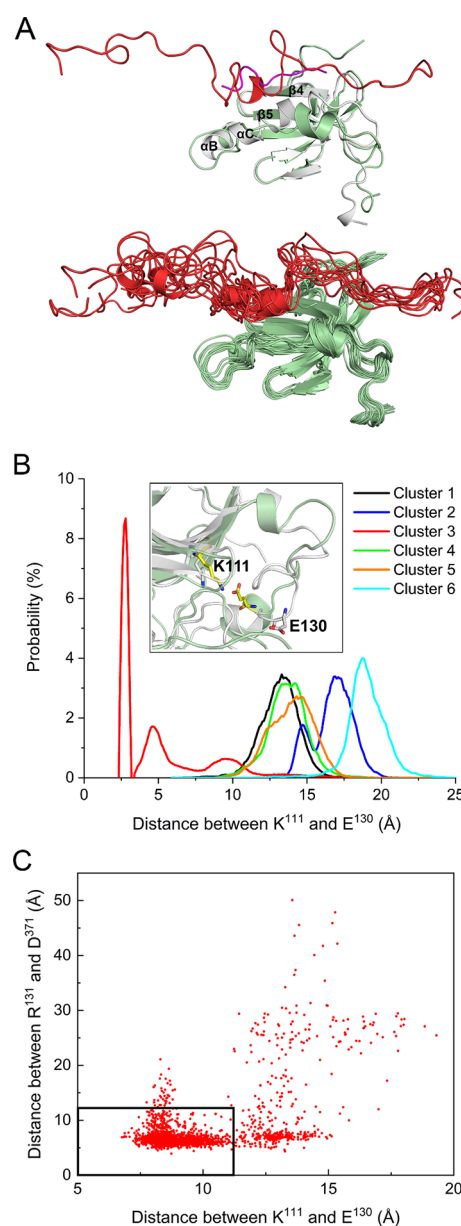 A
β4
β5
αC
αB
B
10
8
6
4
2
0
Probability (%)
K111
E130
Cluster 1
Cluster 2
Cluster 3
Cluster 4
Cluster 5
Cluster 6
0 5 10 15 20 25
Distance between K¹¹¹ and E¹³⁰ (Å)
C
50
40
30
20
10
0
Distance between R¹³¹ and D³⁷¹ (Å)
5 10 15 20
Distance between K¹¹¹ and E¹³⁰ (Å)